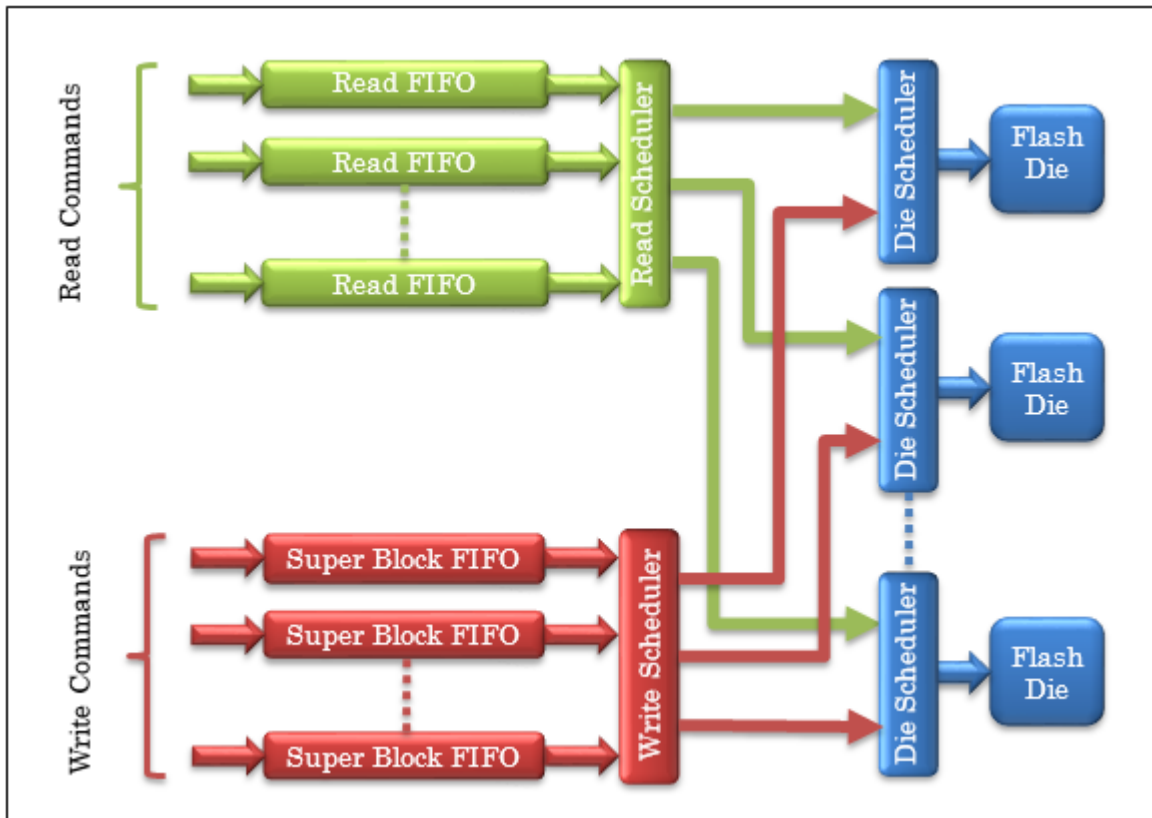 Read Commands
Read FIFO
Read FIFO
Read FIFO
Read Scheduler
Die Scheduler
Flash
Die
Die Scheduler
Flash
Die
Write Commands
Super Block FIFO
Super Block FIFO
Super Block FIFO
Write Scheduler
Die Scheduler
Flash
Die